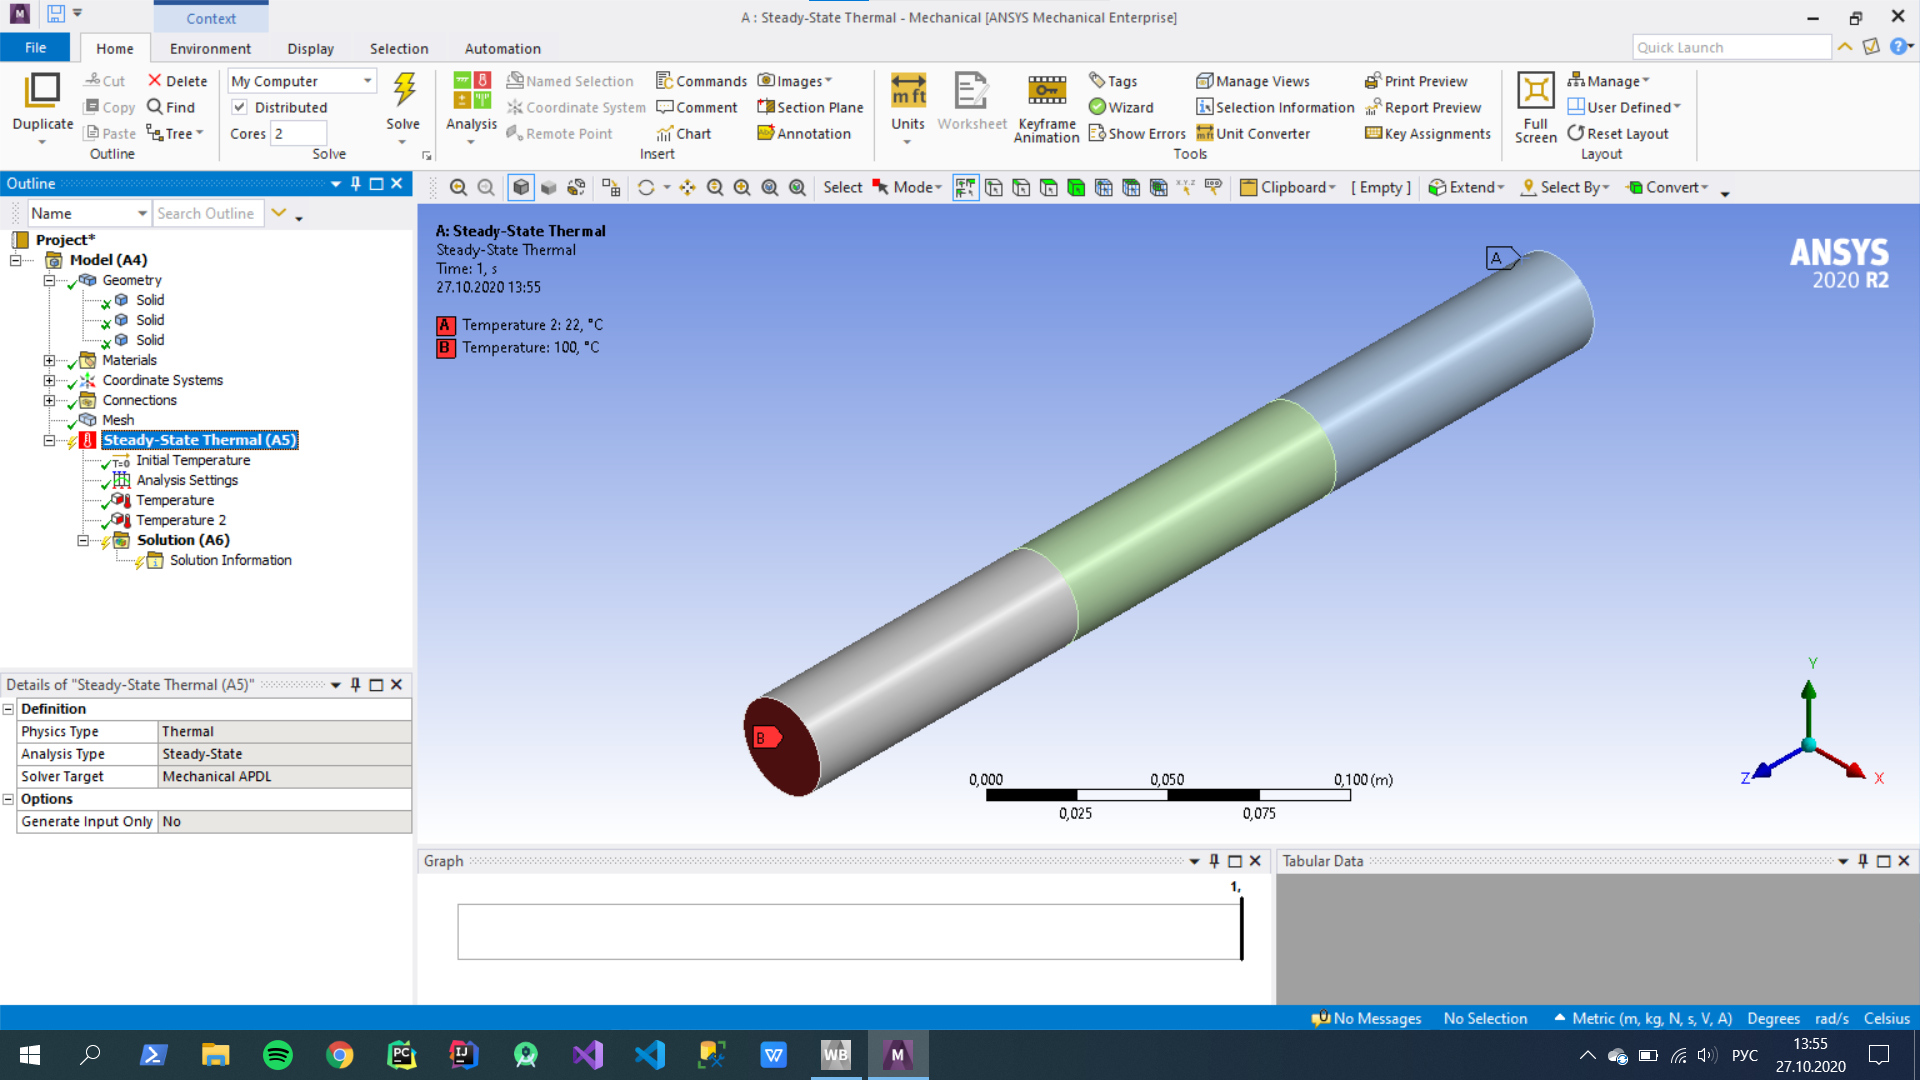 M
Context
A : Steady-State Thermal - Mechanical [ANSYS Mechanical Enterprise]
File
Home
Environment
Display
Selection
Automation
Quick Launch
Duplicate
Cut
Copy
Paste
Delete
Find
Tree
Outline
My Computer
Distributed
Cores 2
Solve
Solve
Analysis
Named Selection
Coordinate System
Remote Point
Commands
Comment
Chart
Images
Section Plane
Annotation
Insert
m ft
Units
Worksheet
Keyframe Animation
Tags
Wizard
Show Errors
Manage Views
Selection Information
Unit Converter
Print Preview
Report Preview
Key Assignments
Tools
Full Screen
Manage
User Defined
Reset Layout
Layout
Outline
Name
Search Outline
Select
Mode
Clipboard
[ Empty ]
Extend
Select By
Convert
Project*
Model (A4)
Geometry
Solid
Solid
Solid
Materials
Coordinate Systems
Connections
Mesh
Steady-State Thermal (A5)
T=0 Initial Temperature
Analysis Settings
Temperature
Temperature 2
Solution (A6)
Solution Information
Details of "Steady-State Thermal (A5)"
Definition
Physics Type Thermal
Analysis Type Steady-State
Solver Target Mechanical APDL
Options
Generate Input Only No
A: Steady-State Thermal
Steady-State Thermal
Time: 1, s
27.10.2020 13:55
A Temperature 2: 22, °C
B Temperature: 100, °C
ANSYS
2020 R2
A
B
Y
Z
X
0,000 0,050 0,100 (m)
0,025 0,075
Graph
1,
Tabular Data
No Messages
No Selection
Metric (m, kg, N, s, V, A)
Degrees
rad/s
Celsius
PC
IJ
W
WB
M
РУС
13:55
27.10.2020